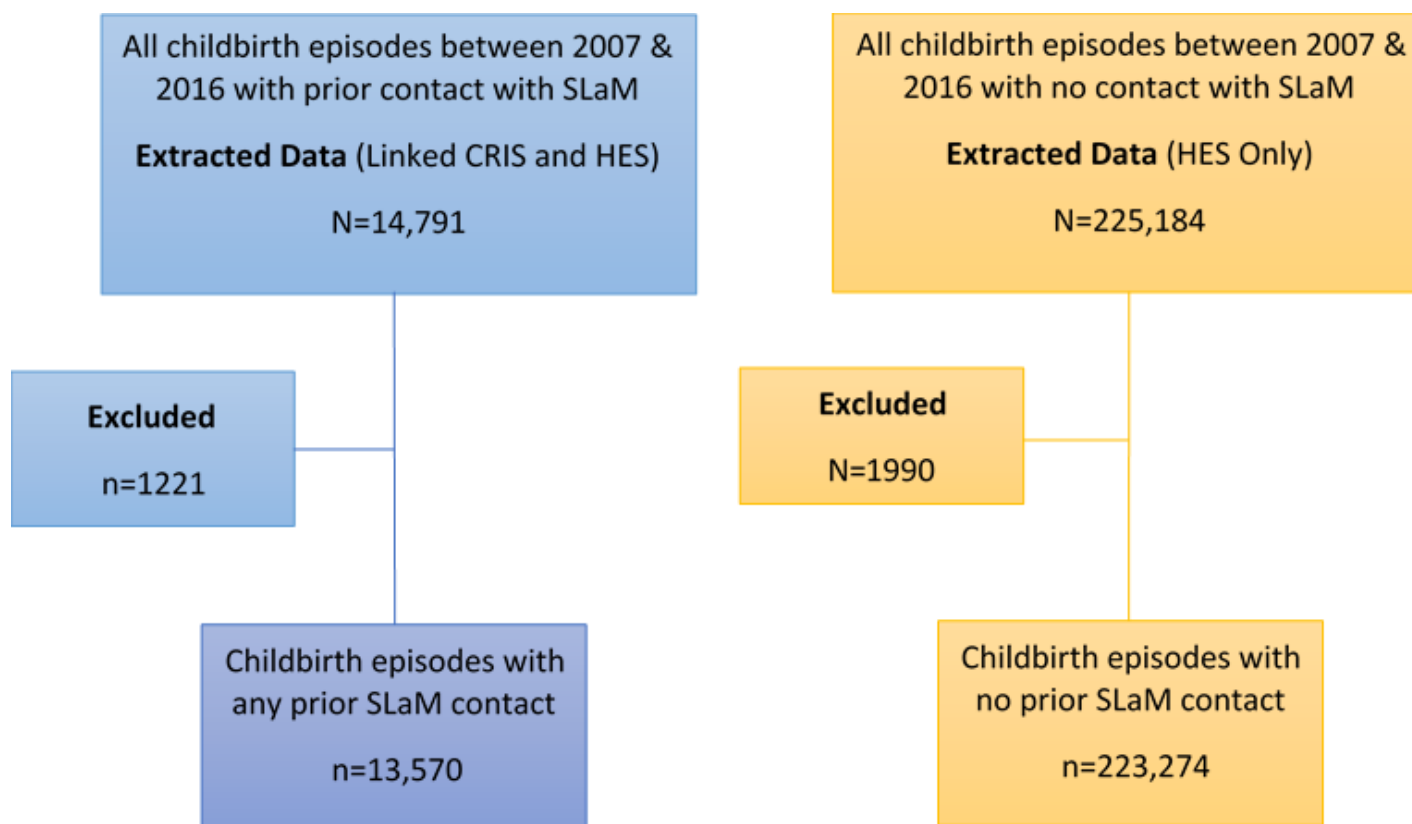 All childbirth episodes between 2007 &
2016 with prior contact with SLaM
Extracted Data (Linked CRIS and HES)
N=14,791
Excluded
n=1221
Childbirth episodes with
any prior SLaM contact
n=13,570
All childbirth episodes between 2007 &
2016 with no contact with SLaM
Extracted Data (HES Only)
N=225,184
Excluded
N=1990
Childbirth episodes with
no prior SLaM contact
n=223,274